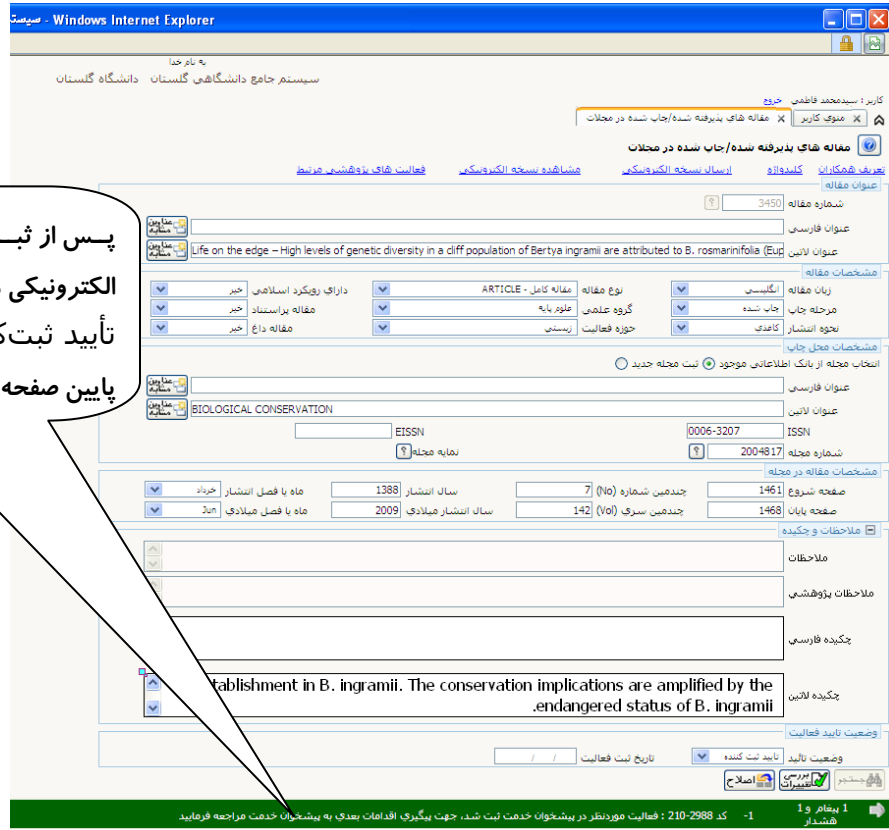 سیستم - Windows Internet Explorer
به نام خدا
سیستم جامع دانشگاهی گلستان   دانشگاه گلستان
کاربر : سیدمحمد فاطمی   خروج
منوی کاربر   مقاله های پذیرفته شده/چاپ شده در مجلات
مقاله های پذیرفته شده/چاپ شده در مجلات
تعریف همکاران   کلیدواژه   ارسال نسخه الکترونیکی   مشاهده نسخه الکترونیکی   فعالیت های پژوهشی مرتبط
عنوان مقاله
شماره مقاله 3450 ?
عنوان فارسی   عناوین مشابه
عنوان لاتین Life on the edge – High levels of genetic diversity in a cliff population of Bertya ingramii are attributed to B. rosmarinifolia (Eup   عناوین مشابه
مشخصات مقاله
زبان مقاله انگلیسی   نوع مقاله مقاله کامل - ARTICLE   دارای رویکرد اسلامی خیر
مرحله چاپ چاپ شده   گروه علمی علوم پایه   مقاله پراستناد خیر
نحوه انتشار کاغذی   حوزه فعالیت زیستی   مقاله داغ خیر
مشخصات محل چاپ
انتخاب مجله از بانک اطلاعاتی موجود   ثبت مجله جدید
عنوان فارسی   عناوین مشابه
عنوان لاتین BIOLOGICAL CONSERVATION   عناوین مشابه
ISSN 0006-3207   EISSN
شماره مجله 2004817 ?   نمایه مجله ?
مشخصات مقاله در مجله
صفحه شروع 1461   چندمین شماره (No) 7   سال انتشار 1388   ماه یا فصل انتشار خرداد
صفحه پایان 1468   چندمین سری (Vol) 142   سال انتشار میلادی 2009   ماه یا فصل میلادی Jun
ملاحظات و چکیده
ملاحظات
ملاحظات پژوهشی
چکیده فارسی
چکیده لاتین
establishment in B. ingramii. The conservation implications are amplified by the
endangered status of B. ingramii.
وضعیت تایید فعالیت
وضعیت تائید تایید ثبت کننده   تاریخ ثبت فعالیت / /
جستجو   بررسی تغییرات   اصلاح
1 پیغام و 1 هشدار   1- کد 2988-210 : فعالیت موردنظر در پیشخوان خدمت ثبت شد، جهت پیگیری اقدامات بعدی به پیشخوان خدمت مراجعه فرمایید
پس از ثبـ
الکترونیکی
تأیید ثبت‌ک
پایین صفحه